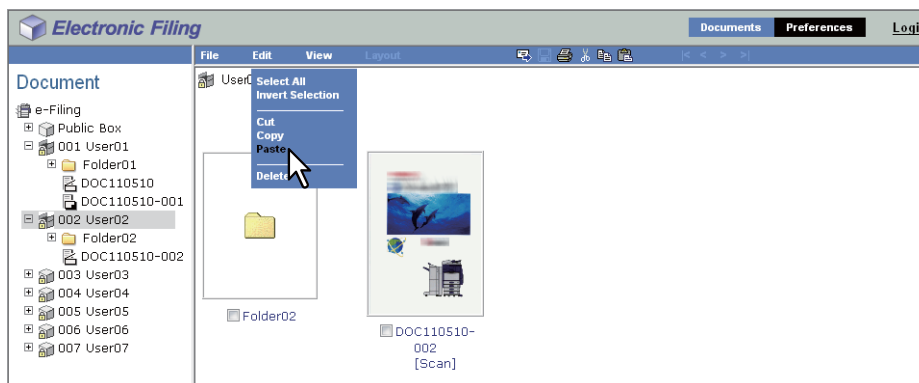 Electronic Filing
Documents
Preferences
Logi
File
Edit
View
Layout
|< < > >|
Document
e-Filing
Public Box
001 User01
Folder01
DOC110510
DOC110510-001
002 User02
Folder02
DOC110510-002
003 User03
004 User04
005 User05
006 User06
007 User07
Select All
Invert Selection
Cut
Copy
Paste
Delete
Folder02
DOC110510-
002
[Scan]